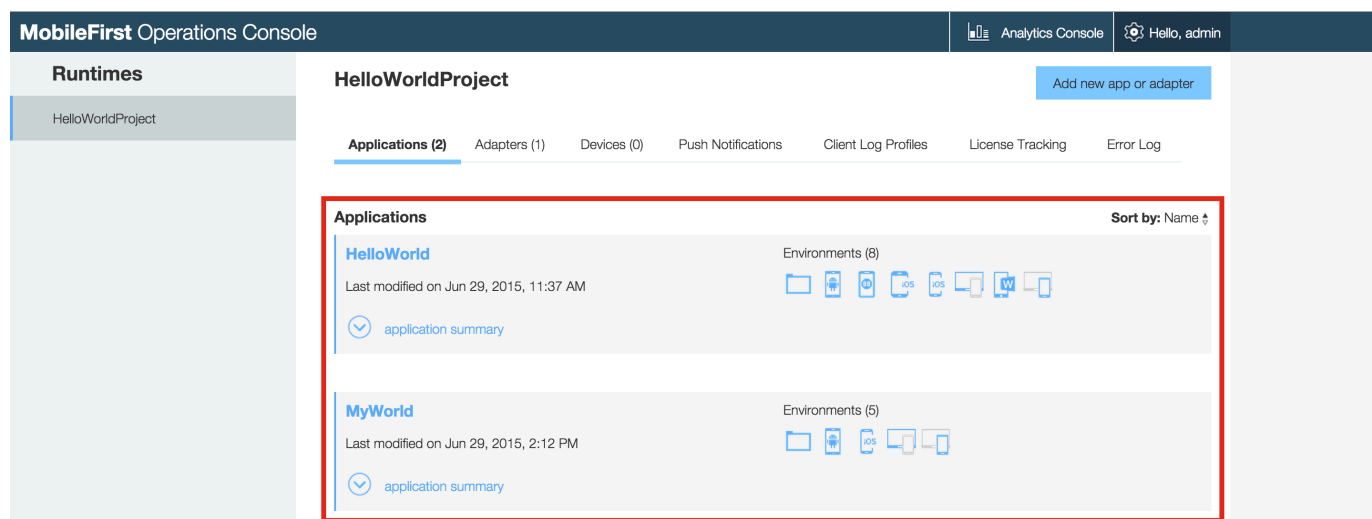 MobileFirst Operations Console
Analytics Console
Hello, admin
Runtimes
HelloWorldProject
HelloWorldProject
Add new app or adapter
Applications (2) Adapters (1) Devices (0) Push Notifications Client Log Profiles License Tracking Error Log
Applications
Sort by: Name
HelloWorld
Last modified on Jun 29, 2015, 11:37 AM
application summary
Environments (8)
iOS
iOS
W
MyWorld
Last modified on Jun 29, 2015, 2:12 PM
application summary
Environments (5)
iOS